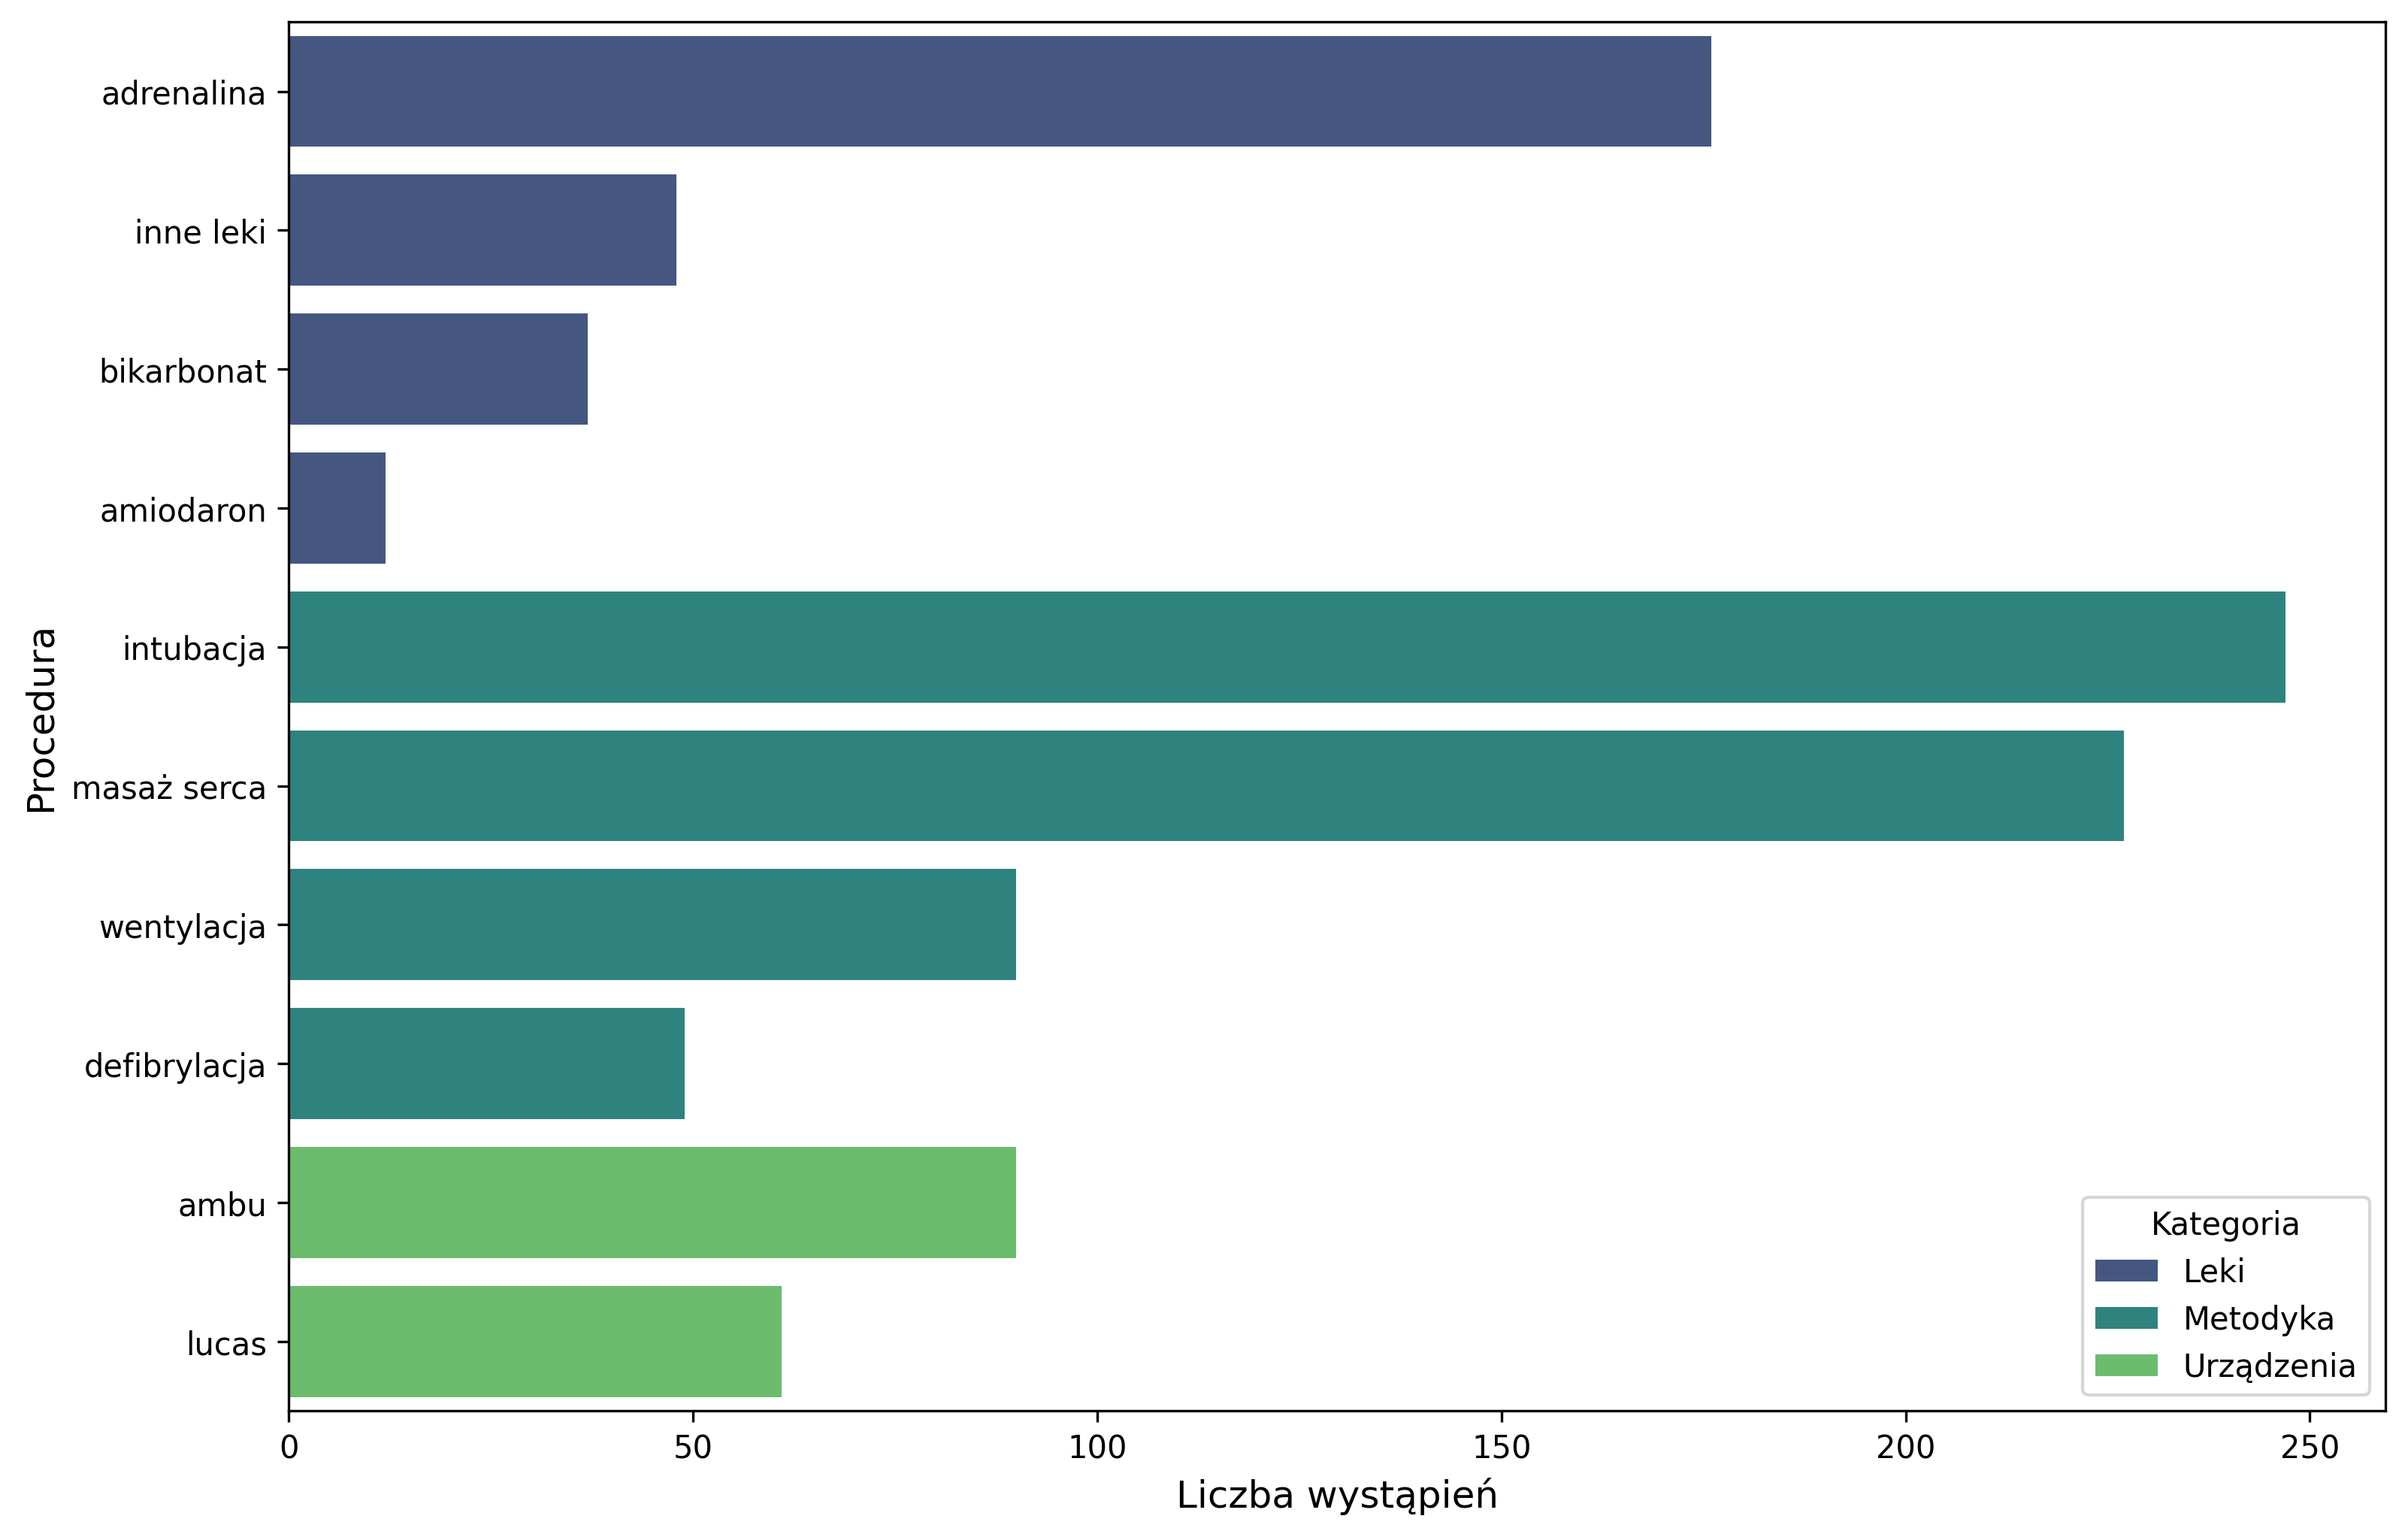 adrenalina
inne leki
bikarbonat
amiodaron
intubacja
masaż serca
wentylacja
defibrylacja
ambu
lucas
Procedura
0 50 100 150 200 250
Liczba wystąpień
Kategoria
Leki
Metodyka
Urządzenia